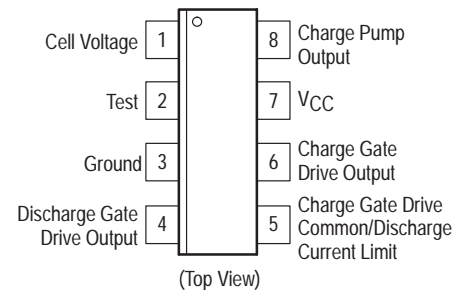 Cell Voltage 1
Test 2
Ground 3
Discharge Gate
Drive Output 4
8 Charge Pump
Output
7 VCC
6 Charge Gate
Drive Output
Charge Gate Drive
5 Common/Discharge
Current Limit
(Top View)